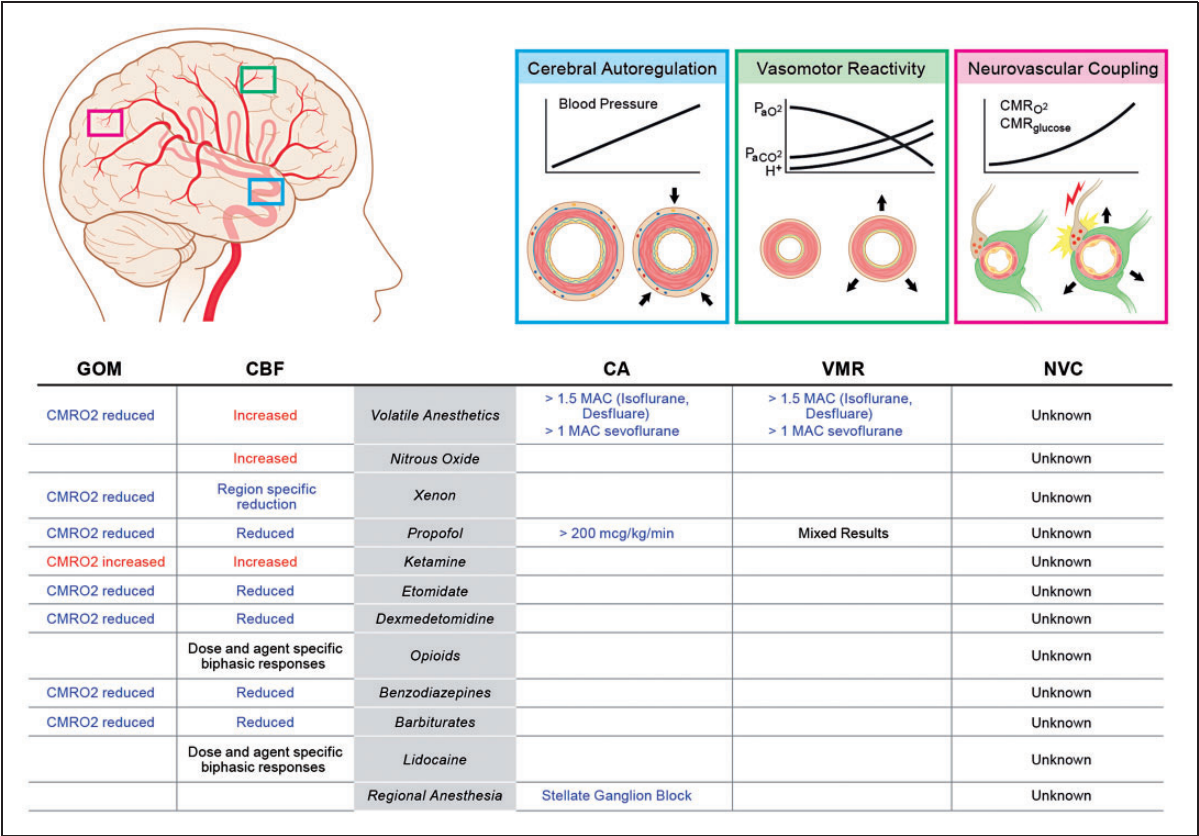 Cerebral Autoregulation
Blood Pressure
Vasomotor Reactivity
PaO2
PaCO2
H+
Neurovascular Coupling
CMRO2
CMRglucose
GOM CBF CA VMR NVC
CMRO2 reduced Increased Volatile Anesthetics > 1.5 MAC (Isoflurane, > 1.5 MAC (Isoflurane, Unknown
Desfluare) Desfluare)
> 1 MAC sevoflurane > 1 MAC sevoflurane
Increased Nitrous Oxide Unknown
CMRO2 reduced Region specific Xenon Unknown
reduction
CMRO2 reduced Reduced Propofol > 200 mcg/kg/min Mixed Results Unknown
CMRO2 increased Increased Ketamine Unknown
CMRO2 reduced Reduced Etomidate Unknown
CMRO2 reduced Reduced Dexmedetomidine Unknown
Dose and agent specific Opioids Unknown
biphasic responses
CMRO2 reduced Reduced Benzodiazepines Unknown
CMRO2 reduced Reduced Barbiturates Unknown
Dose and agent specific Lidocaine Unknown
biphasic responses
Regional Anesthesia Stellate Ganglion Block Unknown